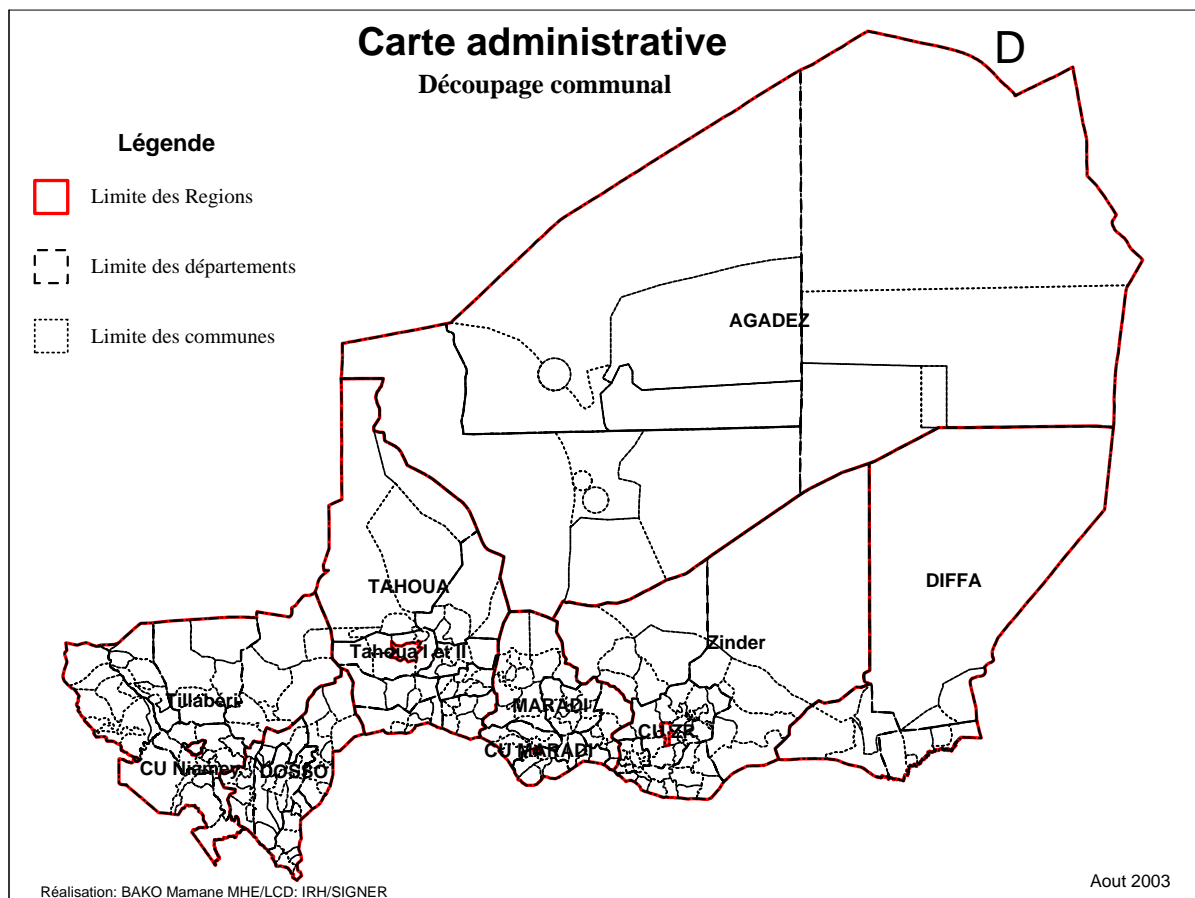 Carte administrative
D
Découpage communal
Légende
Limite des Regions
Limite des départements
Limite des communes
AGADEZ
TAHOUA
DIFFA
Zinder
Tahoua I et II
Tillabéri
MARADI
CU ZR
CU MARADI
CU Niamey
DOSSO
Réalisation: BAKO Mamane MHE/LCD: IRH/SIGNER
Aout 2003